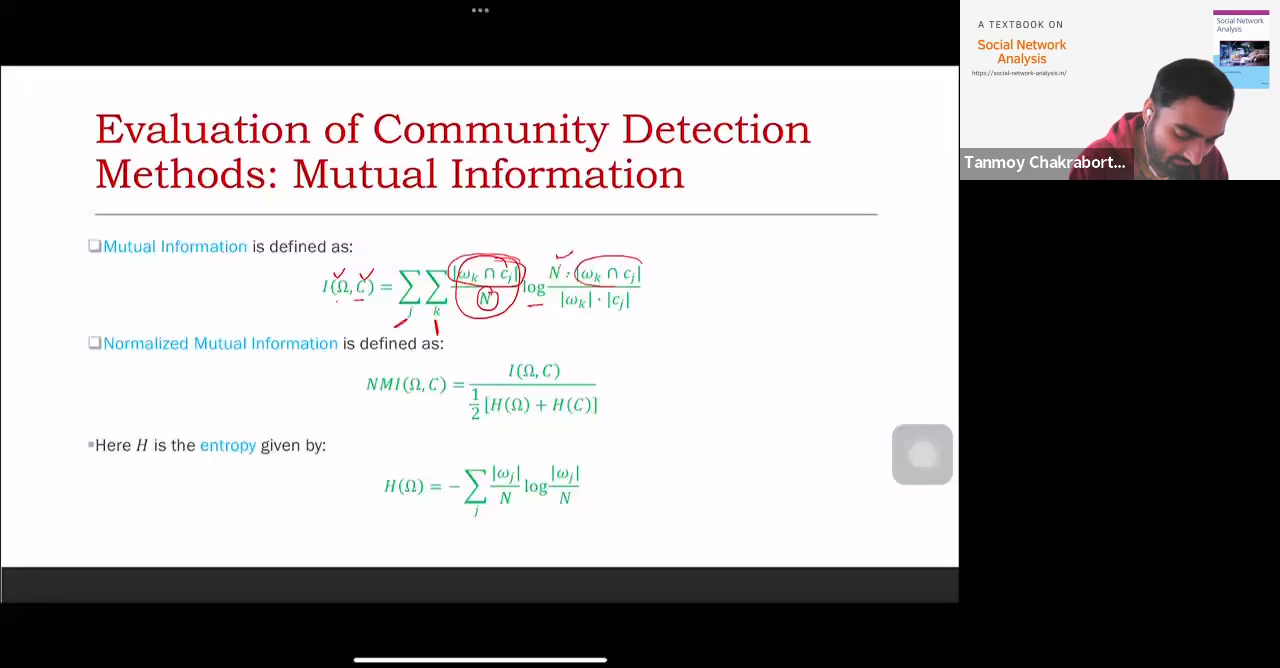 A TEXTBOOK ON
Social Network
Analysis
https://social-network-analysis.in/
Social Network
Analysis
Tanmoy Chakrabort...
Evaluation of Community Detection
Methods: Mutual Information
Mutual Information is defined as:
I(Ω, C) = ∑_j ∑_k |ω_k ∩ c_j| / N log N · |ω_k ∩ c_j| / |ω_k| · |c_j|
Normalized Mutual Information is defined as:
NMI(Ω, C) = I(Ω, C) / 1/2 [H(Ω) + H(C)]
Here H is the entropy given by:
H(Ω) = − ∑_j |ω_j| / N log |ω_j| / N